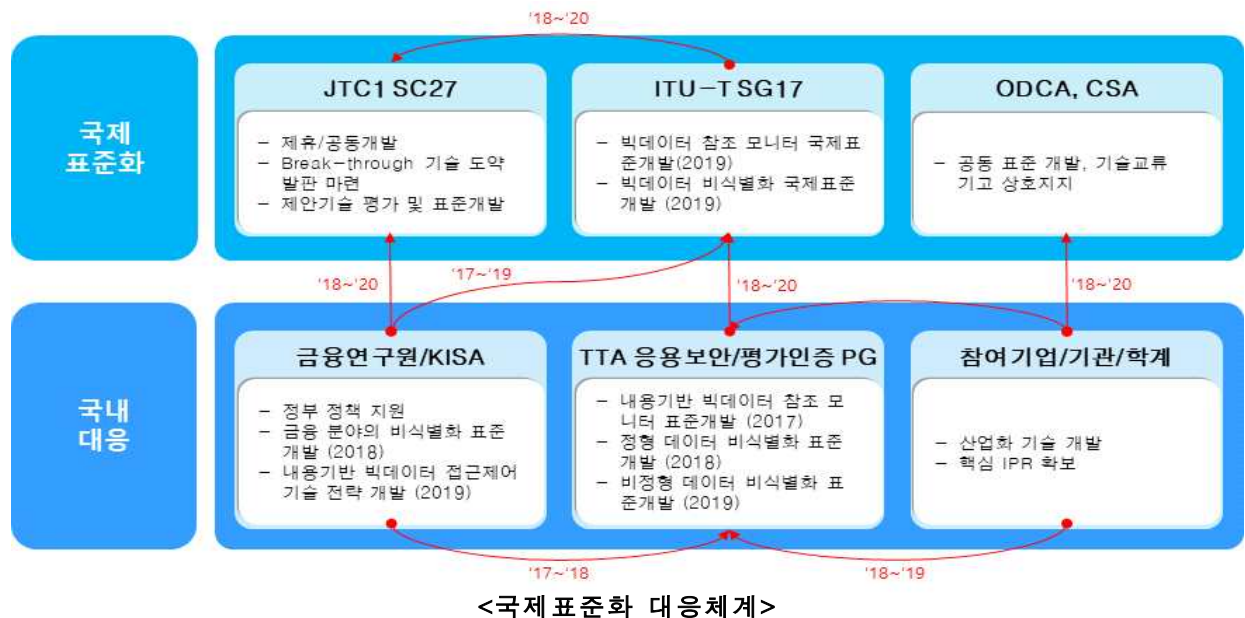 '18~'20
국제
표준화
JTC1 SC27
- 제휴/공동개발
- Break-through 기술 도약
발판 마련
- 제안기술 평가 및 표준개발
ITU-T SG17
- 빅데이터 참조 모니터 국제표
준개발(2019)
- 빅데이터 비식별화 국제표준
개발 (2019)
ODCA, CSA
- 공동 표준 개발, 기술교류
기고 상호지지
'18~'20
'17~'19
'18~'20
'18~'20
국내
대응
금융연구원/KISA
- 정부 정책 지원
- 금융 분야의 비식별화 표준
개발 (2018)
- 내용기반 빅데이터 접근제어
기술 전략 개발 (2019)
TTA 응용보안/평가인증 PG
- 내용기반 빅데이터 참조 모
니터 표준개발 (2017)
- 정형 데이터 비식별화 표준
개발 (2018)
- 비정형 데이터 비식별화 표
준개발 (2019)
참여기업/기관/학계
- 산업화 기술 개발
- 핵심 IPR 확보
'17~'18
'18~'19
<국제표준화 대응체계>